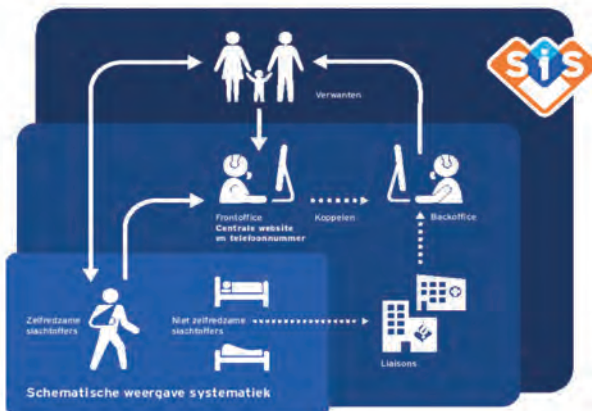 SiS
Verwanten
Frontoffice
Centrale website
en telefoonnummer
Koppelen
Backoffice
Zelfredzame
slachtoffers
Niet zelfredzame
slachtoffers
Liaisons
Schematische weergave systematiek